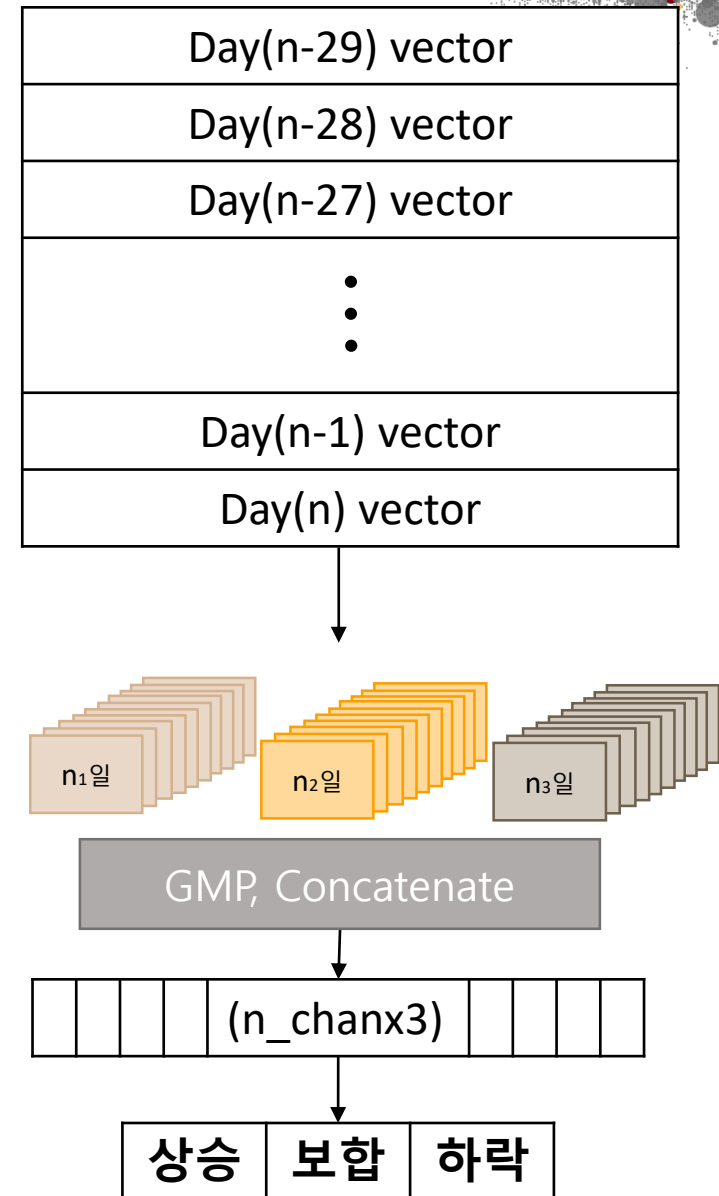 Day(n-29) vector
Day(n-28) vector
Day(n-27) vector
Day(n-1) vector
Day(n) vector
n₁일 n₂일 n₃일
GMP, Concatenate
(n_chanx3)
상승 보합 하락